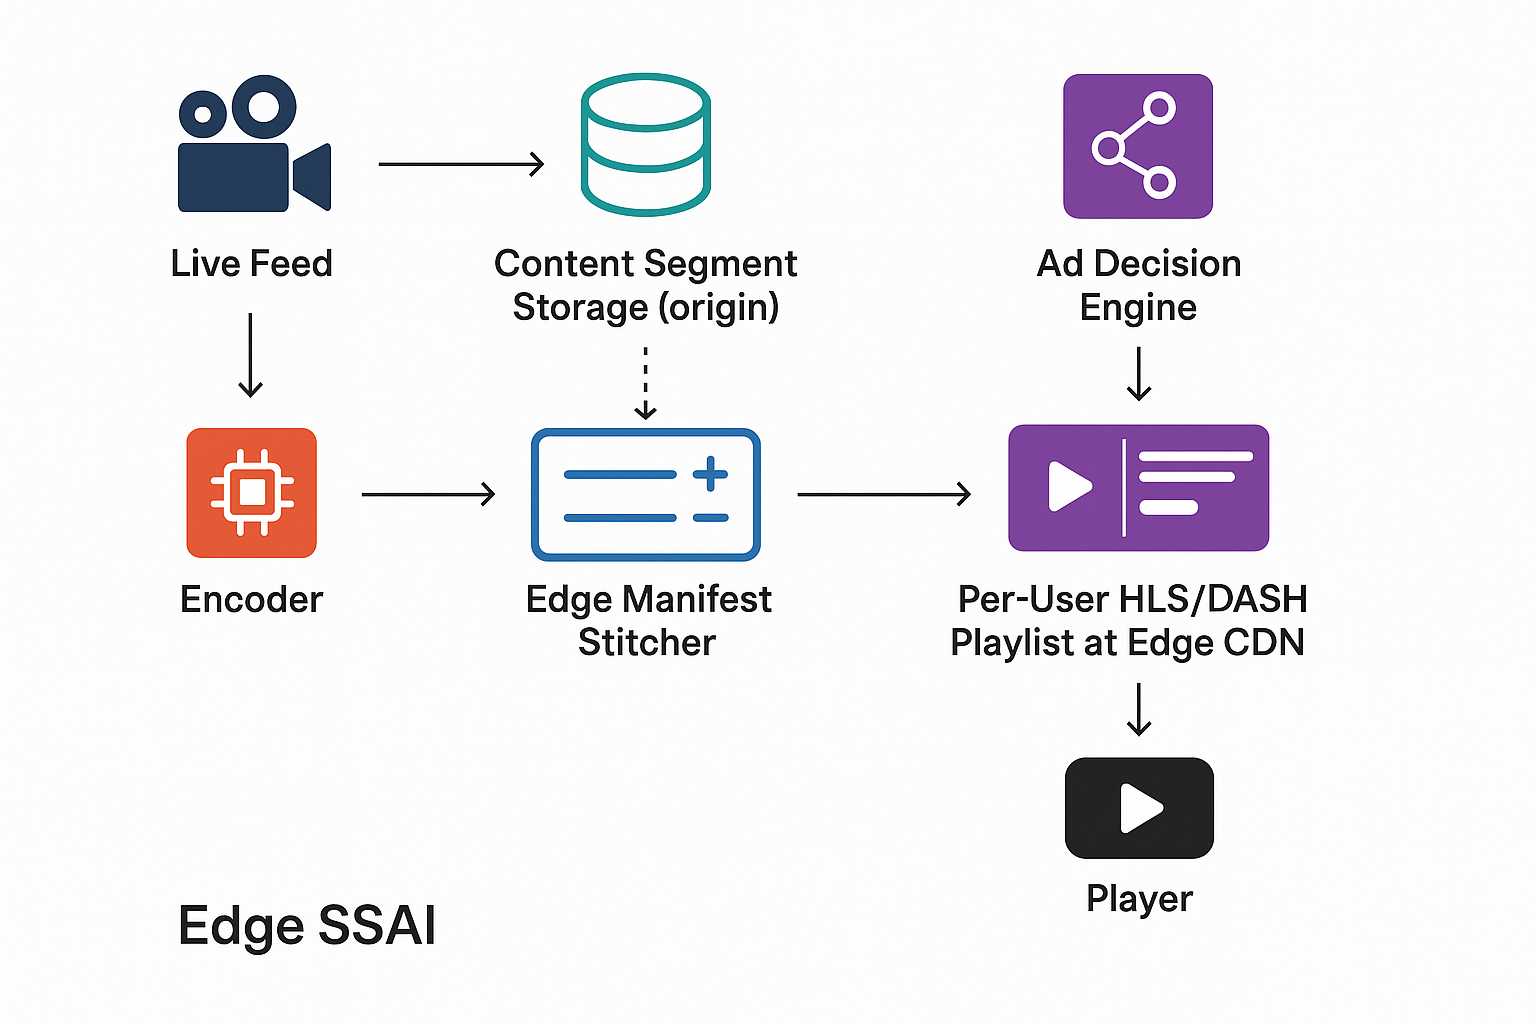 Live Feed
Content Segment
Storage (origin)
Ad Decision
Engine
Encoder
Edge Manifest
Stitcher
Per-User HLS/DASH
Playlist at Edge CDN
Player
Edge SSAI